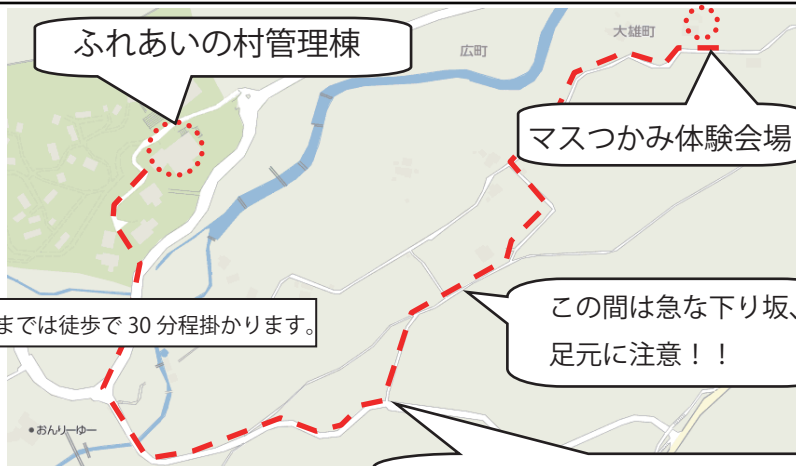 ふれあいの村管理棟
広町
大雄町
マスつかみ体験会場
までは徒歩で 30 分程掛かります。
この間は急な下り坂、
足元に注意!!
おんりーゆー